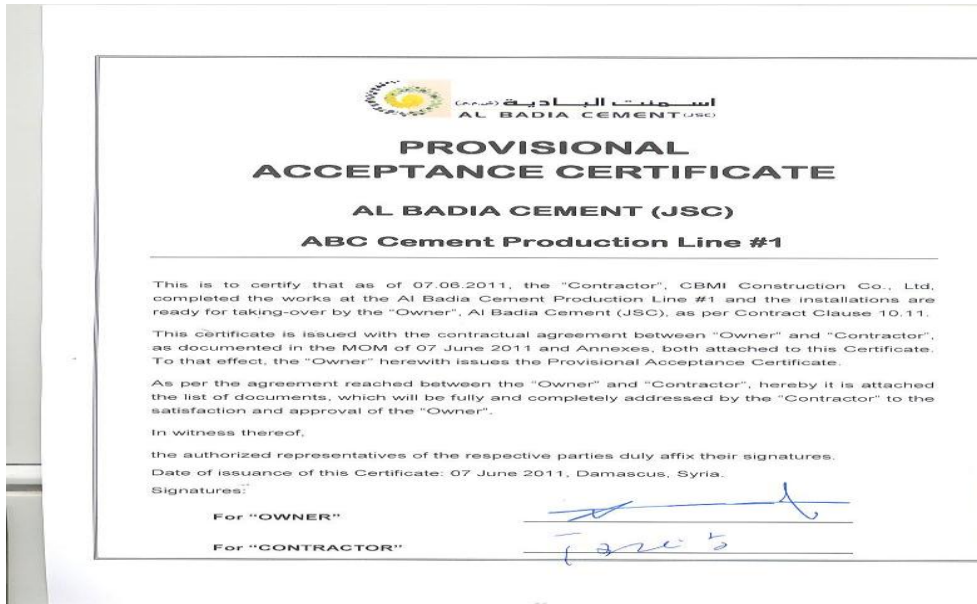 اسمنت البادية (ش.م.م)
AL BADIA CEMENT (JSC)
PROVISIONAL
ACCEPTANCE CERTIFICATE
AL BADIA CEMENT (JSC)
ABC Cement Production Line #1
This is to certify that as of 07.06.2011, the "Contractor", CBMI Construction Co., Ltd,
completed the works at the Al Badia Cement Production Line #1 and the installations are
ready for taking-over by the "Owner", Al Badia Cement (JSC), as per Contract Clause 10.11.
This certificate is issued with the contractual agreement between "Owner" and "Contractor",
as documented in the MOM of 07 June 2011 and Annexes, both attached to this Certificate.
To that effect, the "Owner" herewith issues the Provisional Acceptance Certificate.
As per the agreement reached between the "Owner" and "Contractor", hereby it is attached
the list of documents, which will be fully and completely addressed by the "Contractor" to the
satisfaction and approval of the "Owner".
In witness thereof,
the authorized representatives of the respective parties duly affix their signatures.
Date of issuance of this Certificate: 07 June 2011, Damascus, Syria.
Signatures:
For "OWNER"
For "CONTRACTOR"